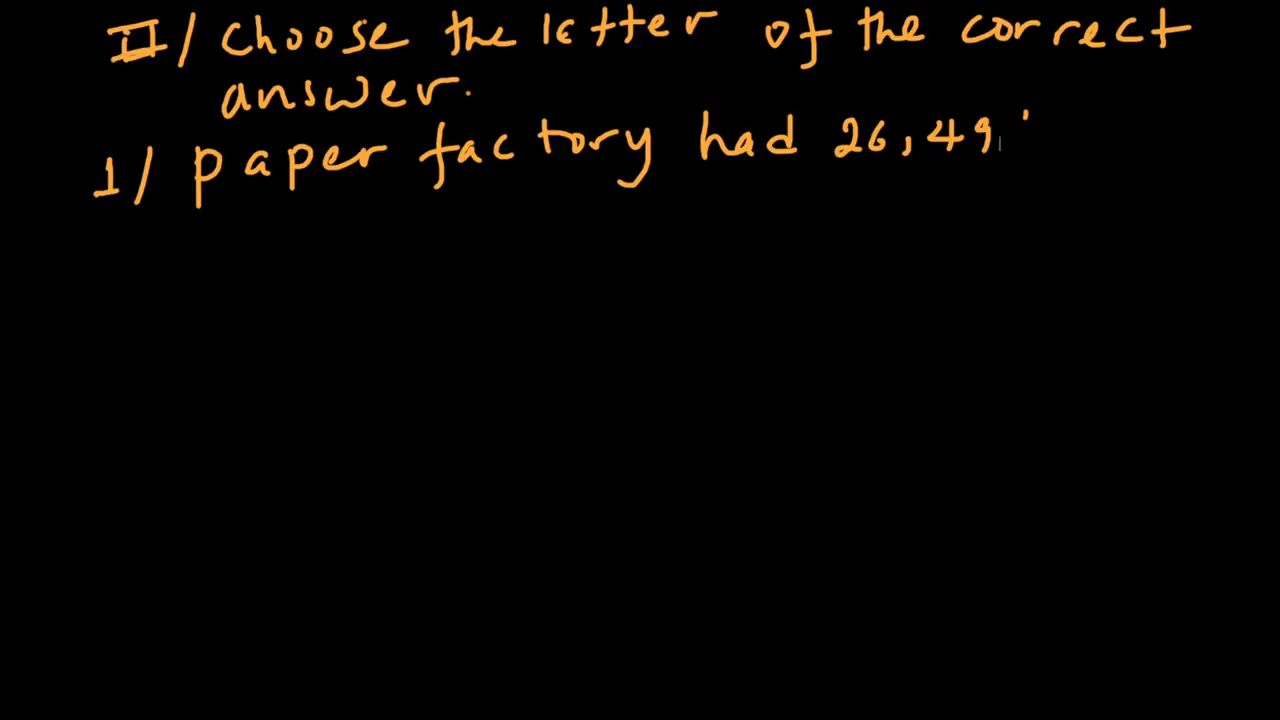 II/ Choose the letter of the correct
answer.
1/ paper factory had 26,49